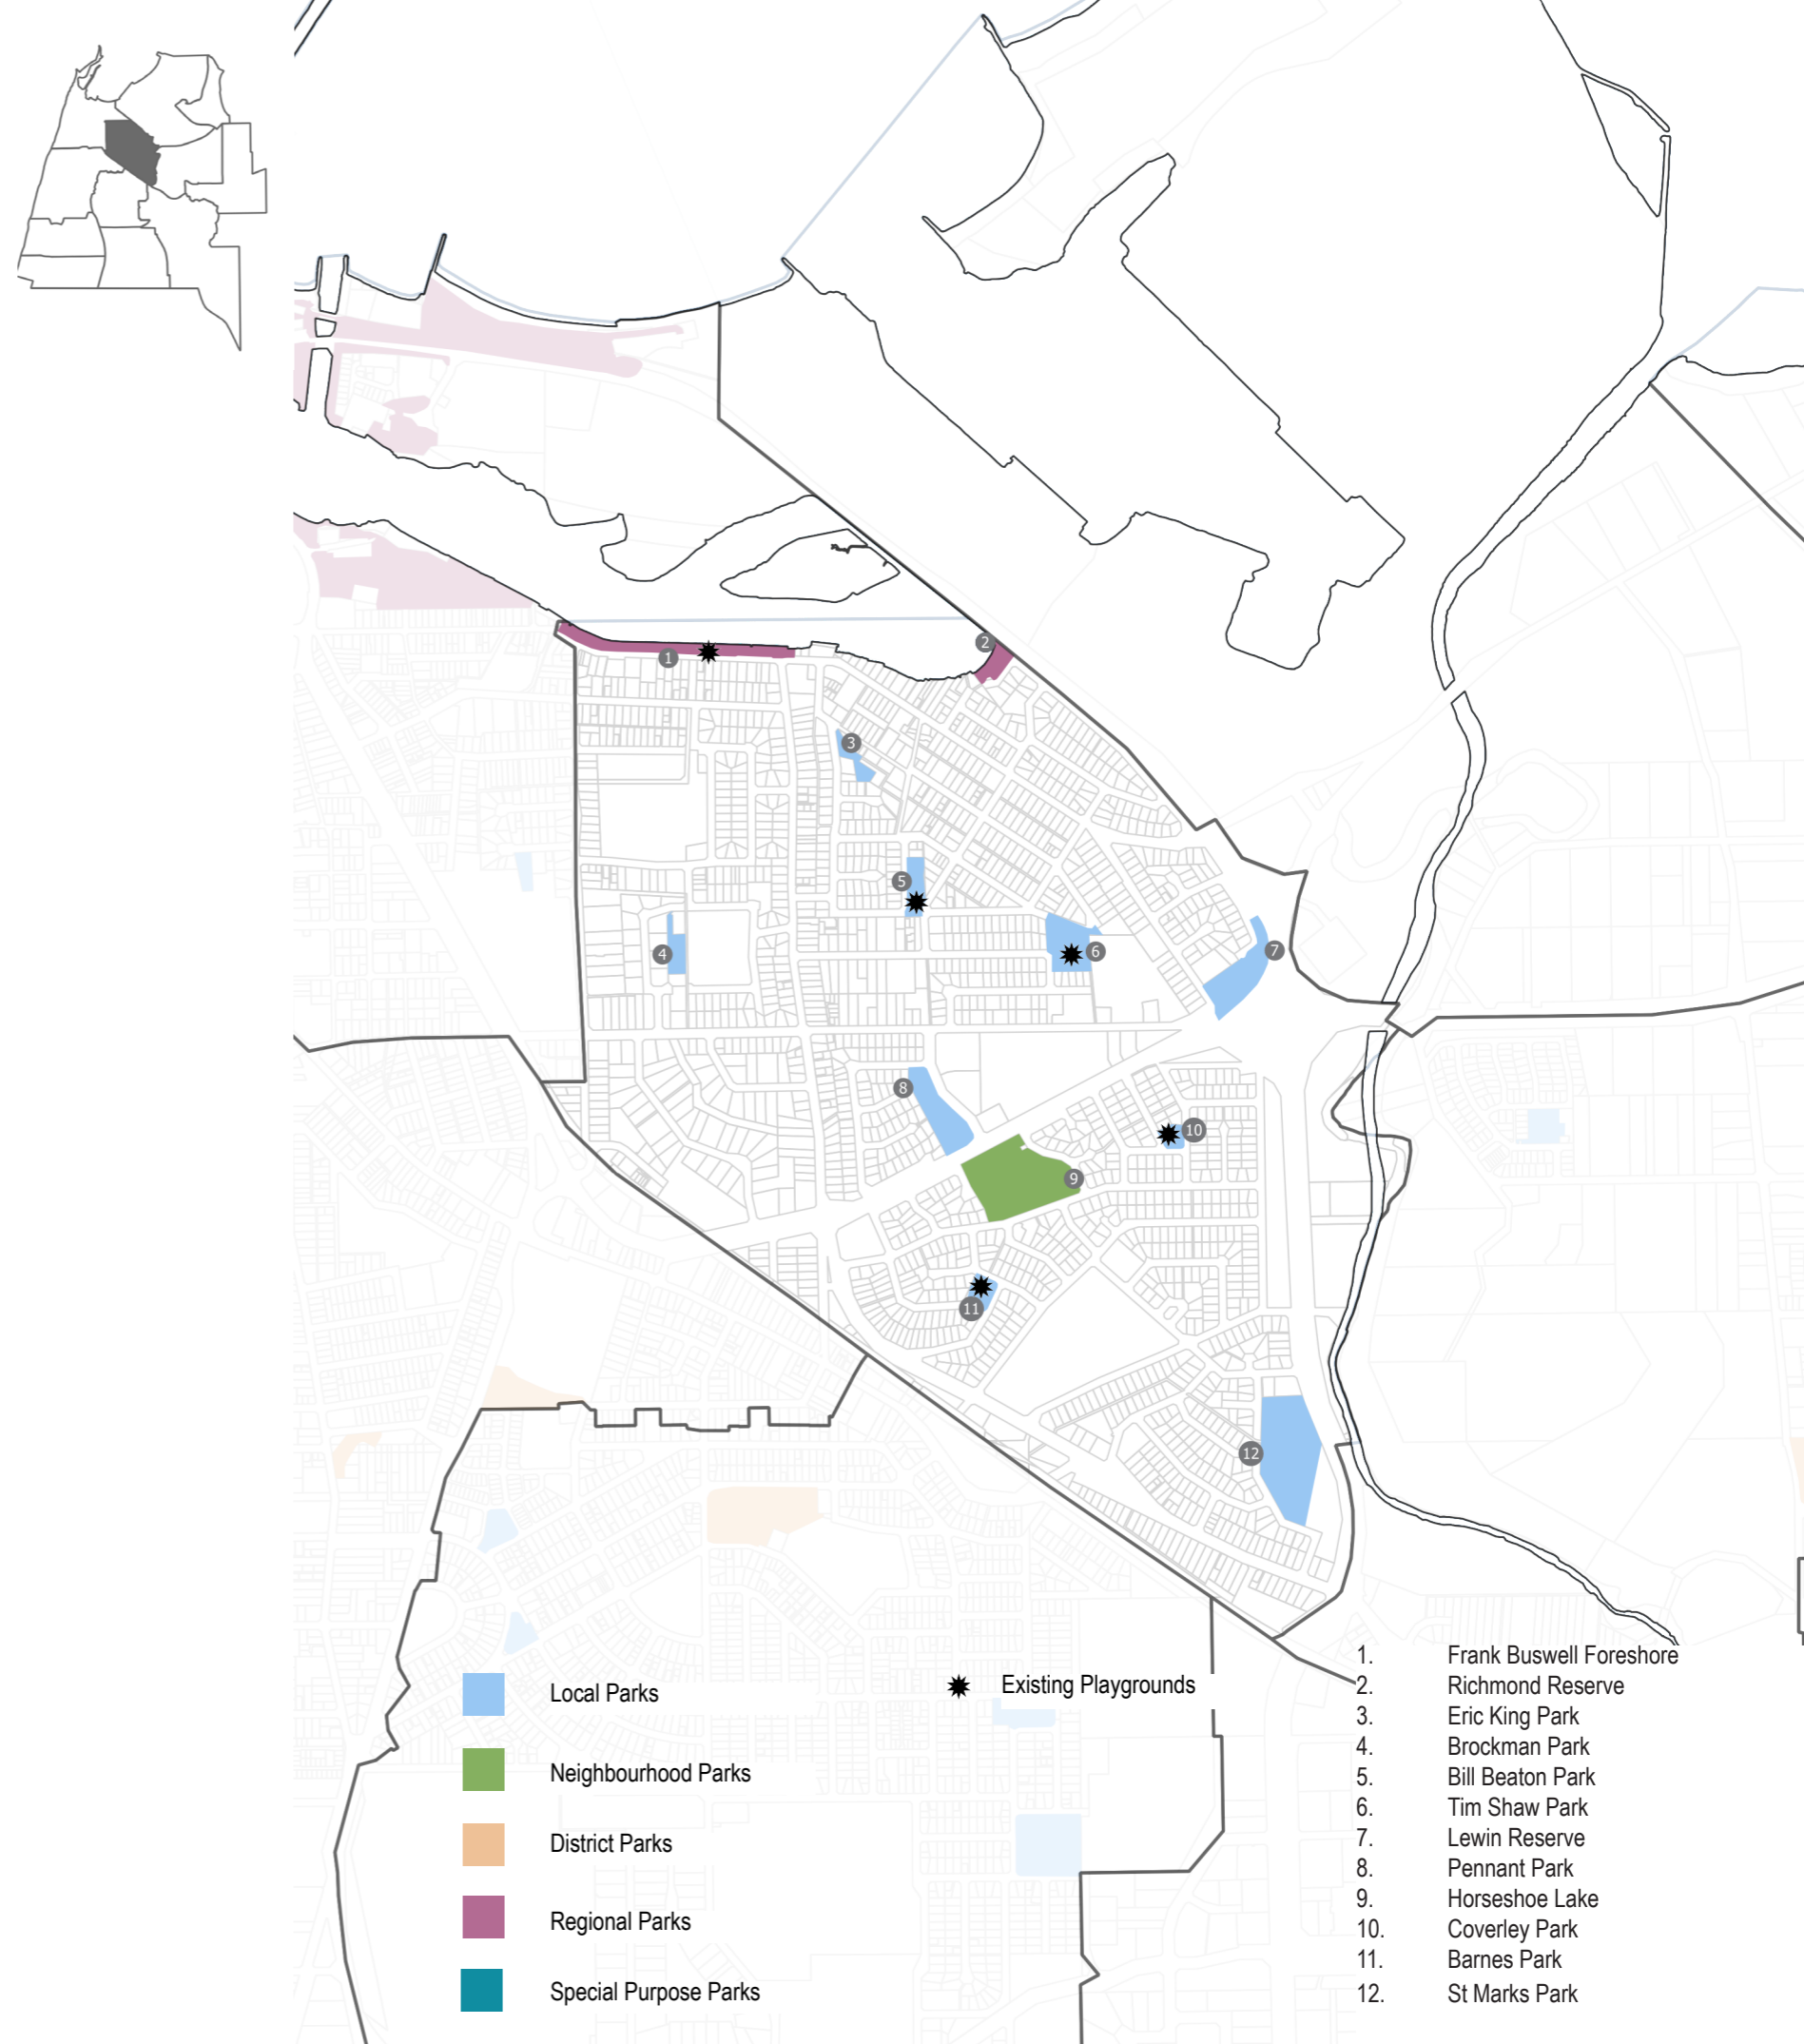 1
2
3
4
5
6
7
8
9
10
11
12
Local Parks
Neighbourhood Parks
District Parks
Regional Parks
Special Purpose Parks
Existing Playgrounds
1. Frank Buswell Foreshore
2. Richmond Reserve
3. Eric King Park
4. Brockman Park
5. Bill Beaton Park
6. Tim Shaw Park
7. Lewin Reserve
8. Pennant Park
9. Horseshoe Lake
10. Coverley Park
11. Barnes Park
12. St Marks Park